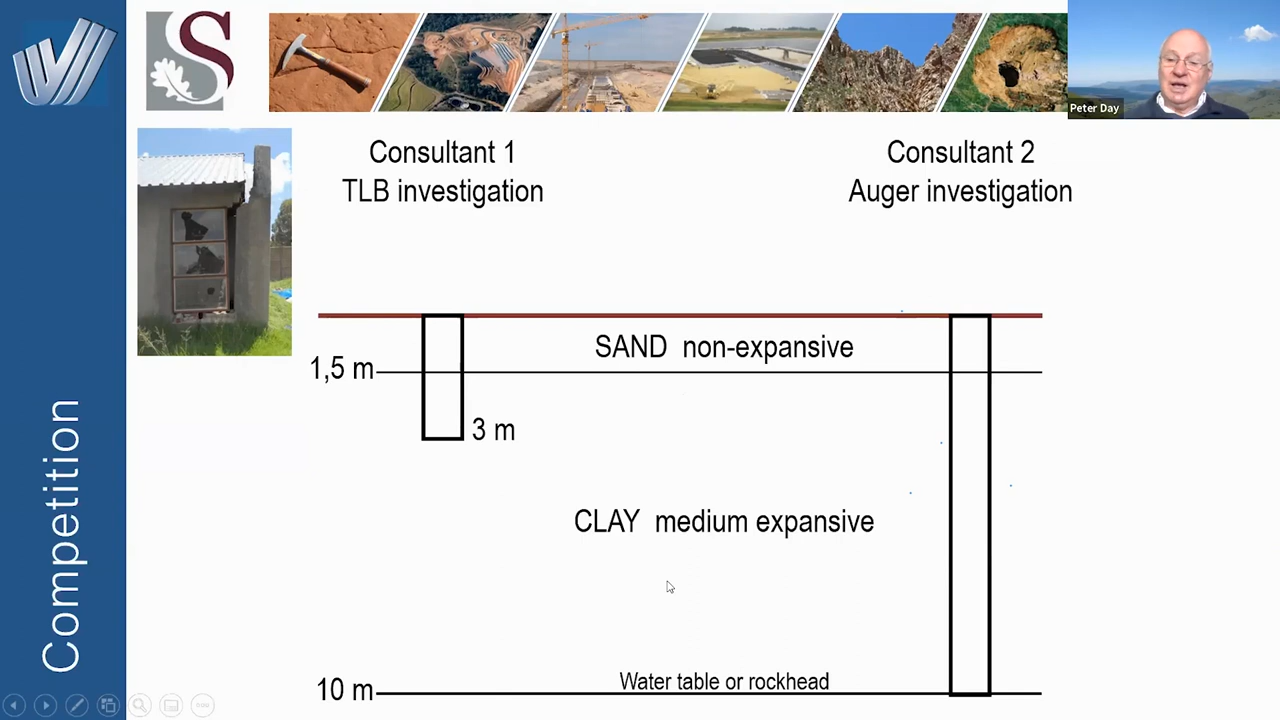 S
Peter Day
Consultant 1
TLB investigation
Consultant 2
Auger investigation
SAND non-expansive
1,5 m
3 m
CLAY medium expansive
Water table or rockhead
10 m
Competition